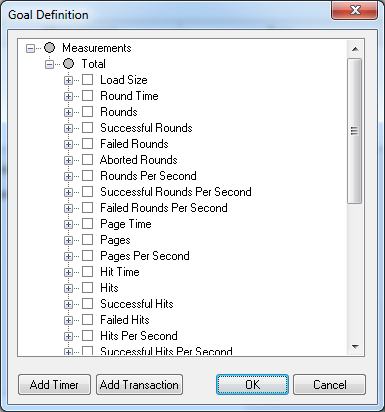 Goal Definition
Measurements
Total
Load Size
Round Time
Rounds
Successful Rounds
Failed Rounds
Aborted Rounds
Rounds Per Second
Successful Rounds Per Second
Failed Rounds Per Second
Page Time
Pages
Pages Per Second
Hit Time
Hits
Successful Hits
Failed Hits
Hits Per Second
Successful Hits Per Second
Add Timer Add Transaction OK Cancel